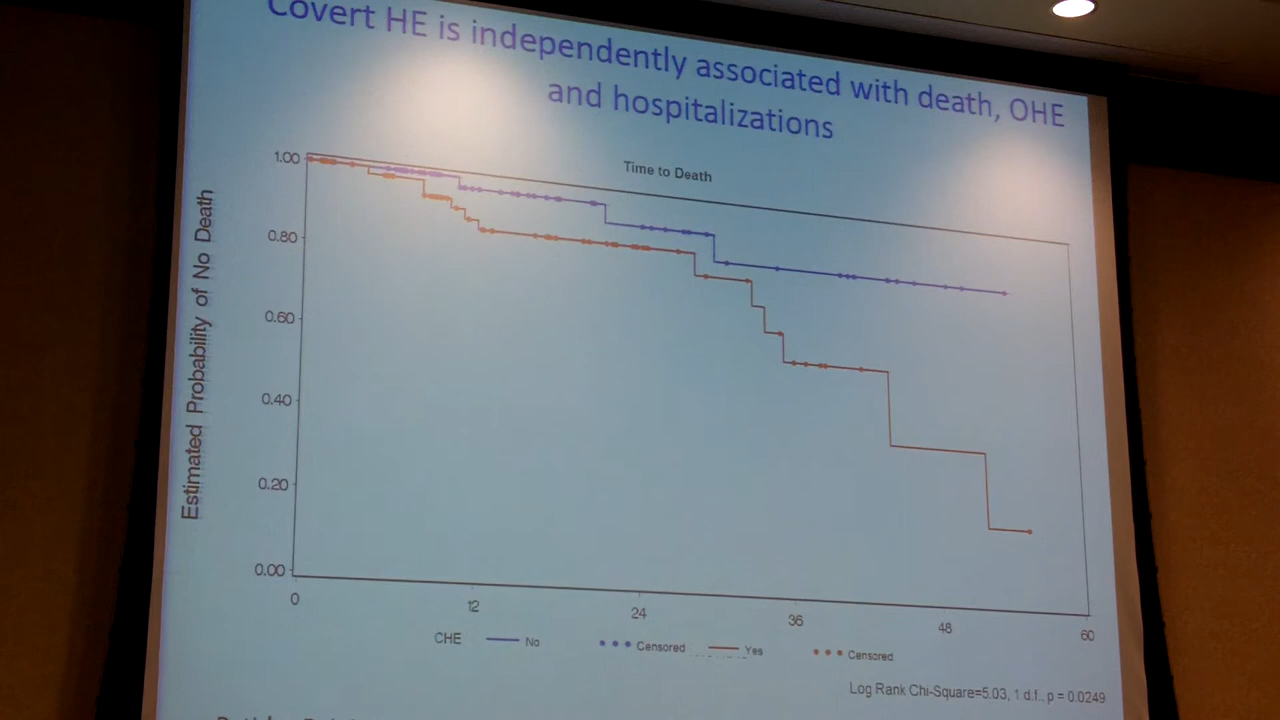 Covert HE is independently associated with death, OHE
and hospitalizations
Time to Death
Estimated Probability of No Death
1.00
0.80
0.60
0.40
0.20
0.00
0 12 24 36 48 60
CHE No Censored Yes Censored
Log Rank Chi-Square=5.03, 1 d.f., p = 0.0249